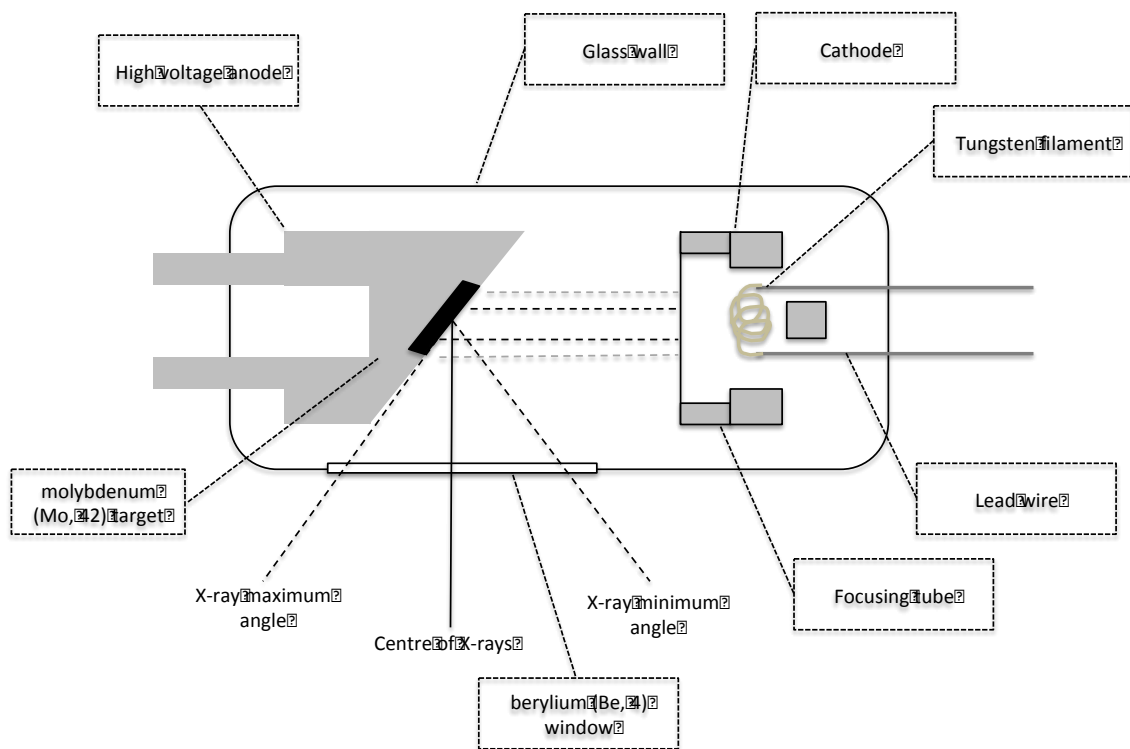 Glass wall
Cathode
High voltage anode
Tungsten filament
molybdenum
(Mo, 42) target
Lead wire
X-ray maximum
angle
X-ray minimum
angle
Focusing tube
Centre of X-rays
berylium (Be, 4)
window